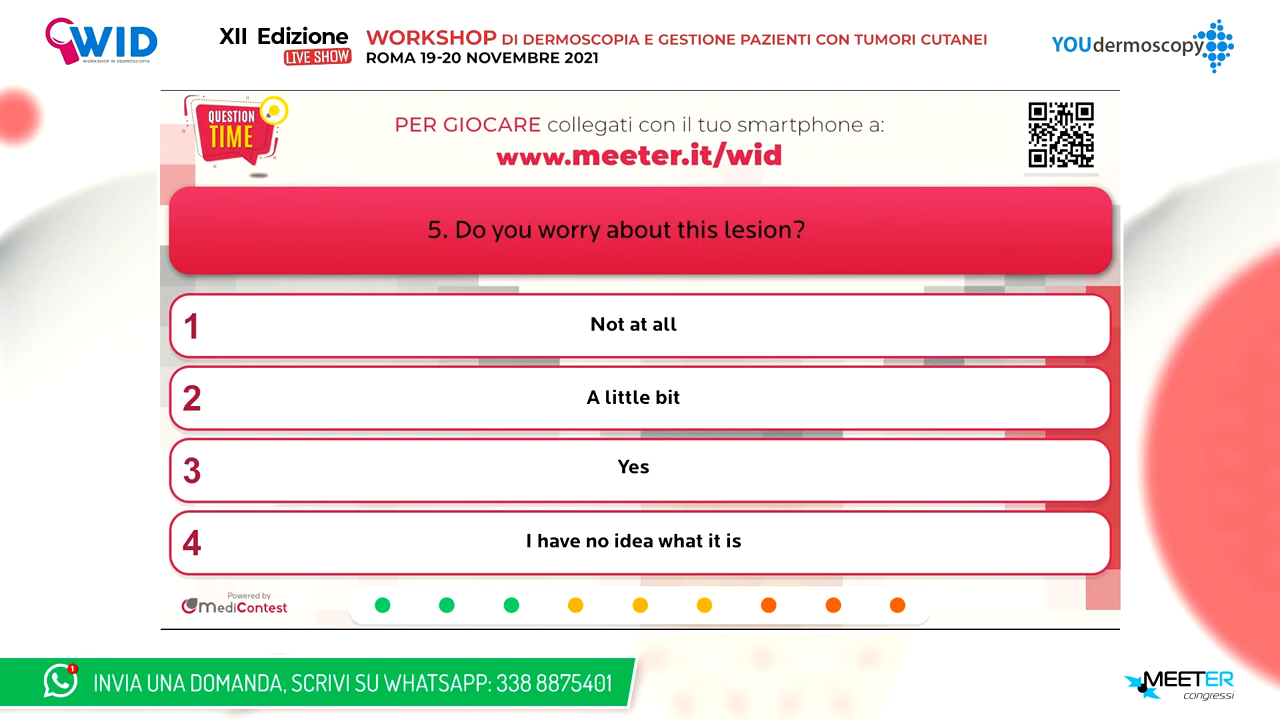 WID
WORKSHOP IN DERMOSCOPIA
XII Edizione
LIVE SHOW
WORKSHOP DI DERMOSCOPIA E GESTIONE PAZIENTI CON TUMORI CUTANEI
ROMA 19-20 NOVEMBRE 2021
YOUdermoscopy
QUESTION
TIME
PER GIOCARE collegati con il tuo smartphone a:
www.meeter.it/wid
5. Do you worry about this lesion?
1 Not at all
2 A little bit
3 Yes
4 I have no idea what it is
Powered by
MediContest
1
INVIA UNA DOMANDA, SCRIVI SU WHATSAPP: 338 8875401
MEETER
congressi